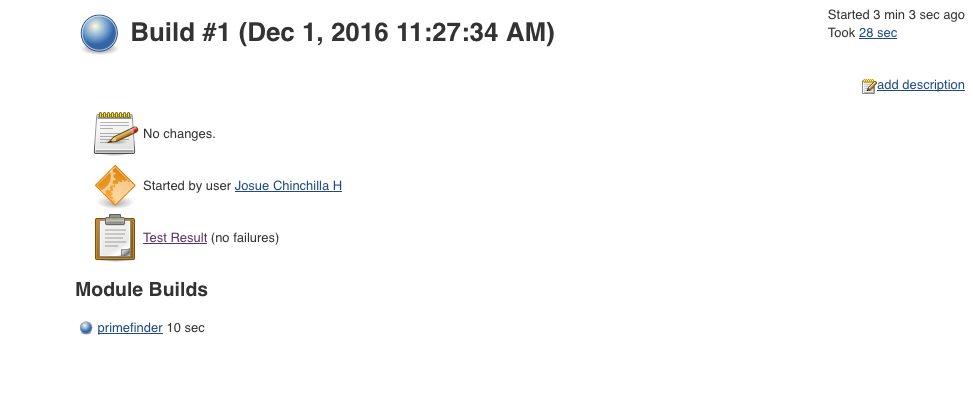 Build #1 (Dec 1, 2016 11:27:34 AM)
Started 3 min 3 sec ago
Took 28 sec
add description
No changes.
Started by user Josue Chinchilla H
Test Result (no failures)
Module Builds
primefinder 10 sec